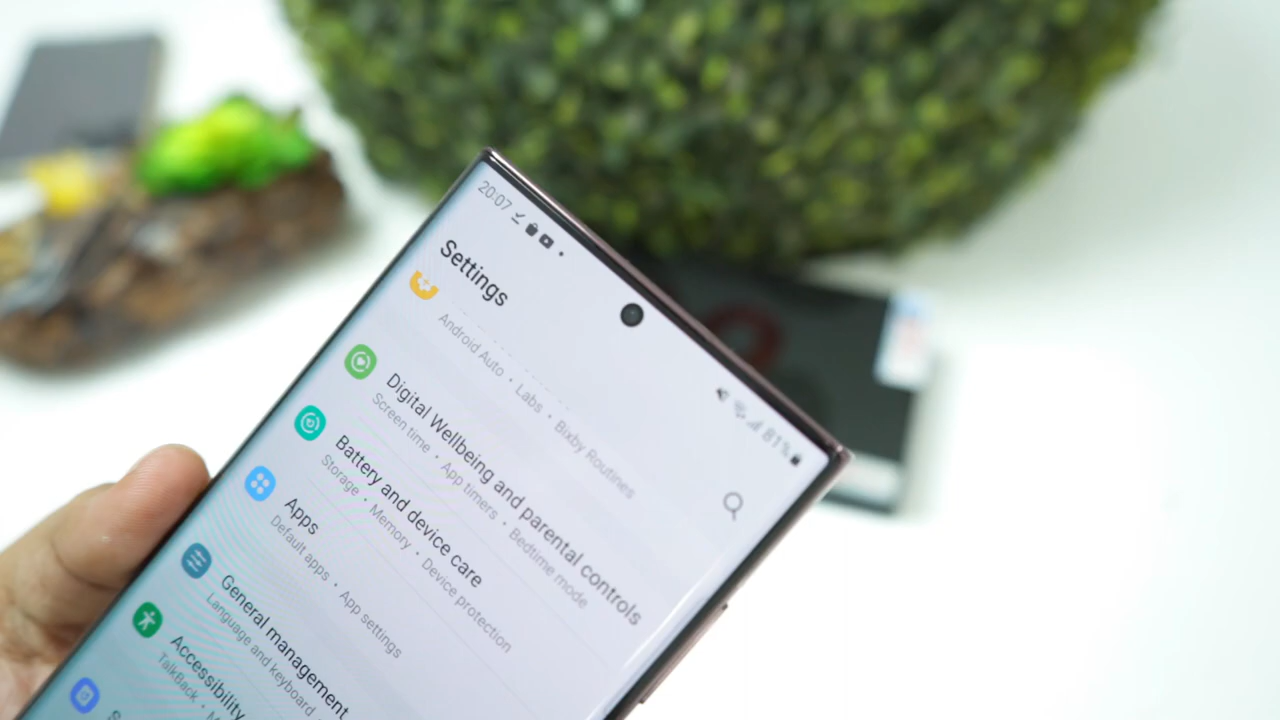 20:07
81%
Settings
Android Auto • Labs • Bixby Routines
Digital Wellbeing and parental controls
Screen time • App timers • Bedtime mode
Battery and device care
Storage • Memory • Device protection
Apps
Default apps • App settings
General management
Language and keyboard •
Accessibility
TalkBack •